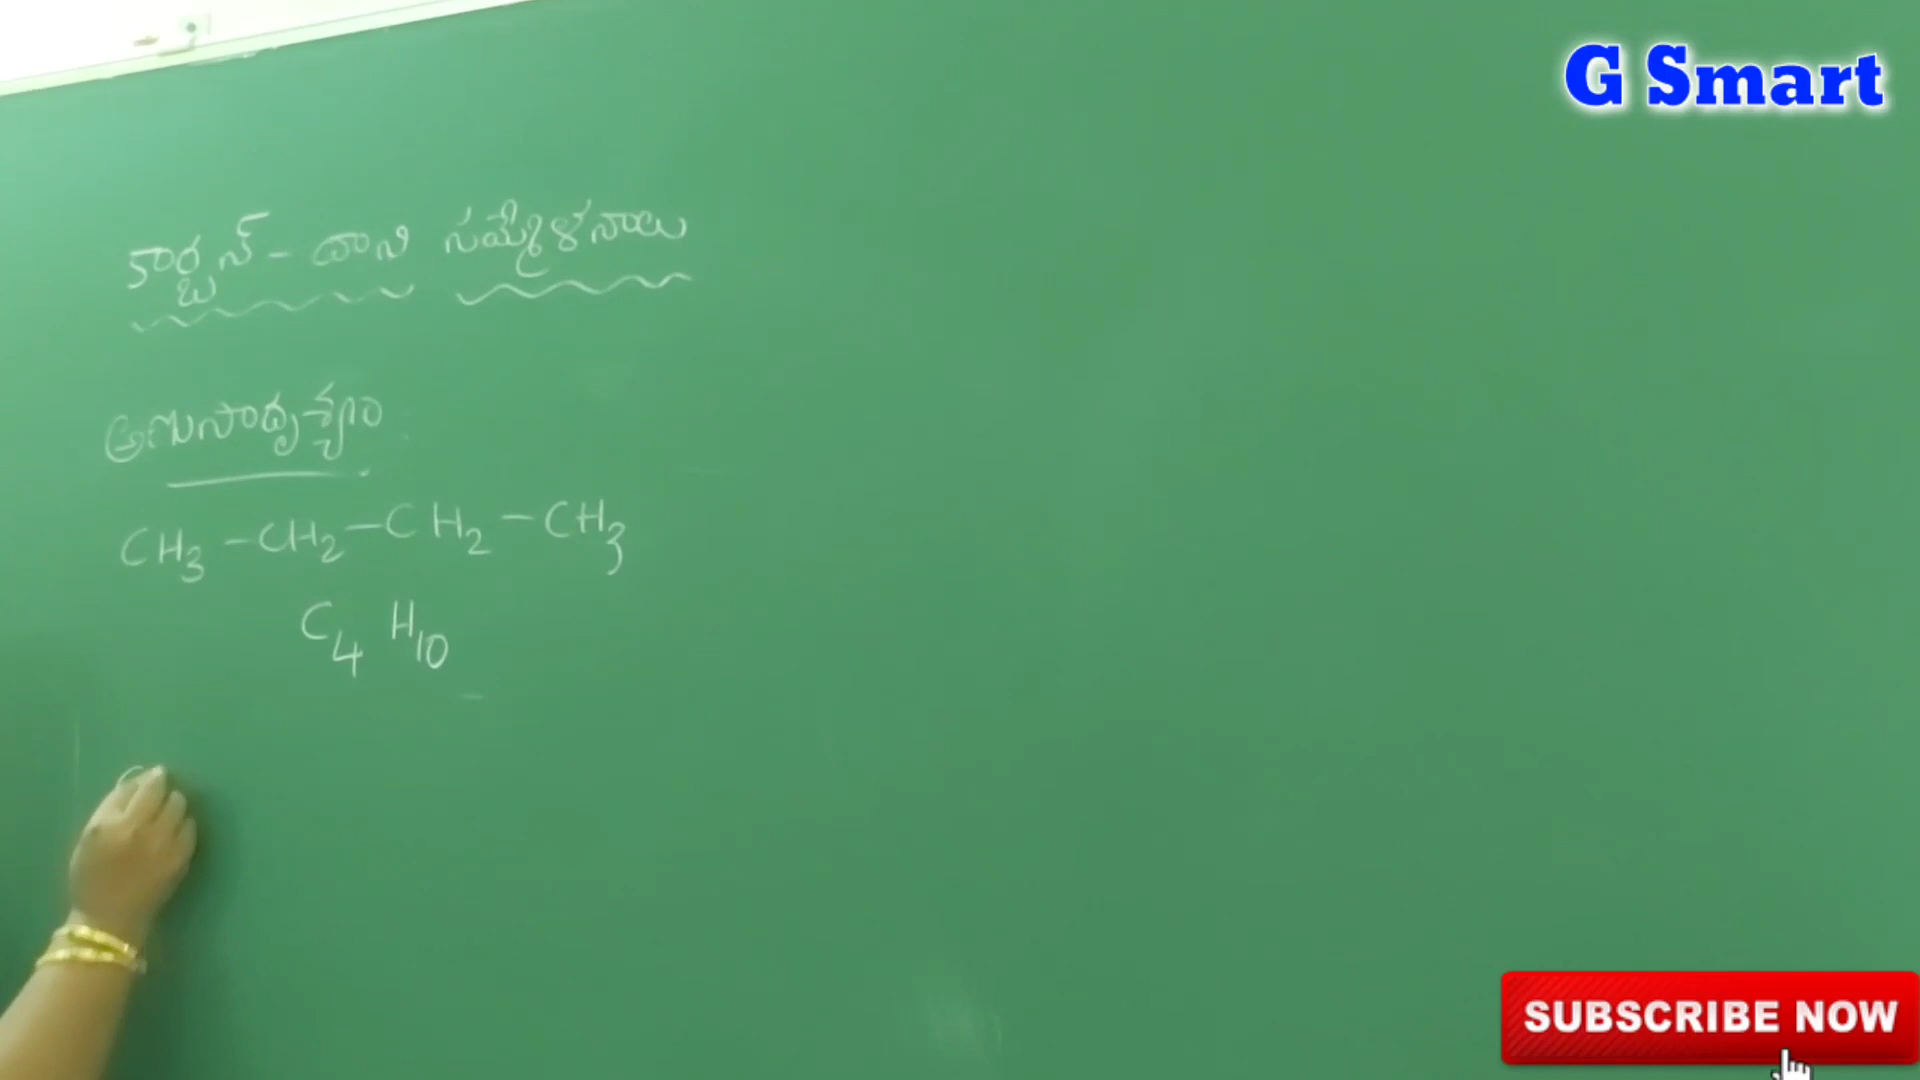 G Smart
కార్బన్ - దాని సమ్మేళనాలు
అణుసాదృశ్యం
CH₃ - CH₂ - CH₂ - CH₃
C₄ H₁₀
C
SUBSCRIBE NOW